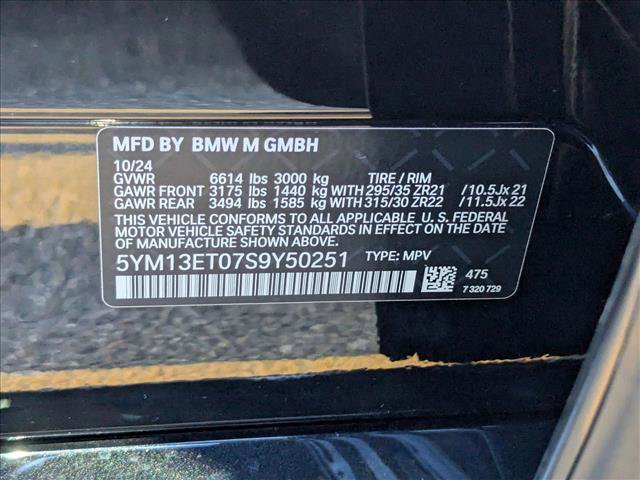 MFD BY BMW M GMBH
10/24
GVWR 6614 lbs 3000 kg TIRE / RIM
GAWR FRONT 3175 lbs 1440 kg WITH 295/35 ZR21 /10.5Jx 21
GAWR REAR 3494 lbs 1585 kg WITH 315/30 ZR22 /11.5Jx 22
THIS VEHICLE CONFORMS TO ALL APPLICABLE U. S. FEDERAL
MOTOR VEHICLE SAFETY STANDARDS IN EFFECT ON THE
DATE OF MANUFACTURE SHOWN ABOVE.
5YM13ET07S9Y50251 TYPE: MPV
475
7 320 729